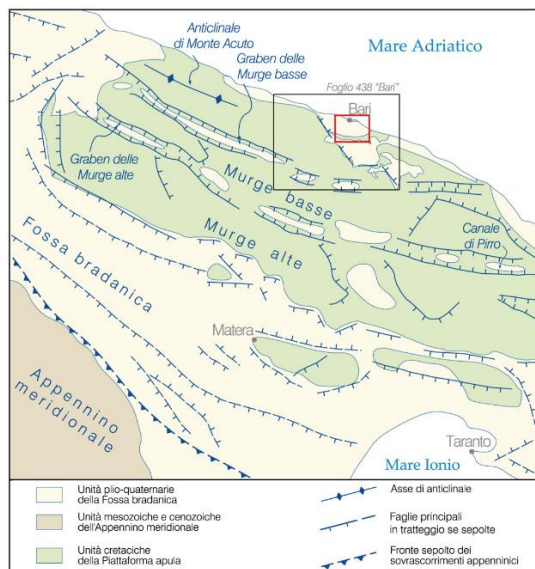 Anticlinale
di Monte Acuto
Graben delle
Murge basse
Mare Adriatico
Foglio 438 "Bari"
Bari
Graben delle
Murge alte
Murge basse
Murge alte
Canale
di Pirro
Fossa bradanica
Matera
Appennino
meridionale
Taranto
Mare Ionio
Unità plio-quaternarie
della Fossa bradanica
Unità mesozoiche e cenozoiche
dell'Appennino meridionale
Unità cretaciche
della Piattaforma apula
Asse di anticlinale
Faglie principali
in tratteggio se sepolte
Fronte sepolto dei
sovrascorrimenti appenninici